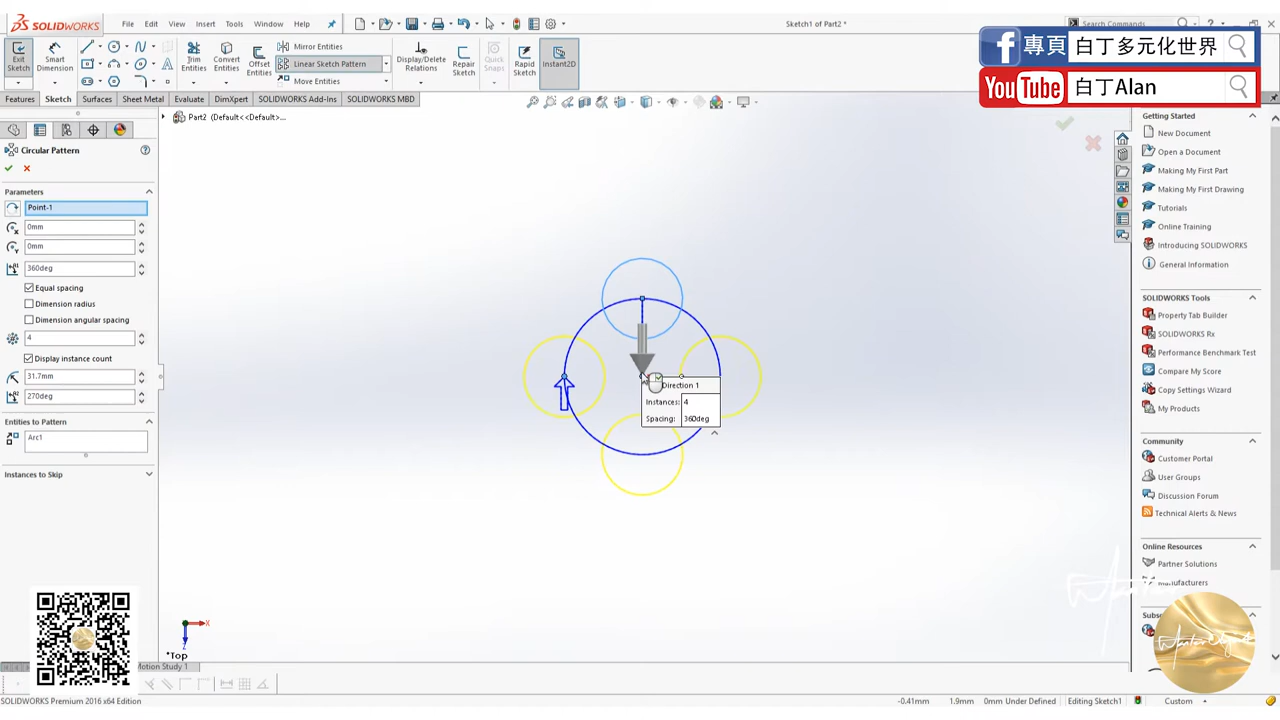 SOLIDWORKS
File Edit View Insert Tools Window Help
Sketch1 of Part2 *
Search Commands
專頁 白丁多元化世界
YouTube 白丁Alan
Exit Sketch
Smart Dimension
Trim Entities
Convert Entities
Offset Entities
Mirror Entities
Linear Sketch Pattern
Move Entities
Display/Delete Relations
Repair Sketch
Quick Snaps
Rapid Sketch
Instant2D
Features Sketch Surfaces Sheet Metal Evaluate DimXpert SOLIDWORKS Add-Ins SOLIDWORKS MBD
Part2 (Default<<Default>...
Circular Pattern
Parameters
Point-1
0mm
0mm
360deg
Equal spacing
Dimension radius
Dimension angular spacing
4
Display instance count
31.7mm
270deg
Entities to Pattern
Arc1
Instances to Skip
Direction 1
Instances: 4
Spacing: 360deg
Getting Started
New Document
Open a Document
Making My First Part
Making My First Drawing
Tutorials
Online Training
Introducing SOLIDWORKS
General Information
SOLIDWORKS Tools
Property Tab Builder
SOLIDWORKS Rx
Performance Benchmark Test
Compare My Score
Copy Settings Wizard
My Products
Community
Customer Portal
User Groups
Discussion Forum
Technical Alerts & News
Online Resources
Partner Solutions
Manufacturers
X
Z
*Top
Motion Study 1
SOLIDWORKS Premium 2016 x64 Edition
-0.41mm 1.9mm 0mm Under Defined Editing Sketch1 Custom